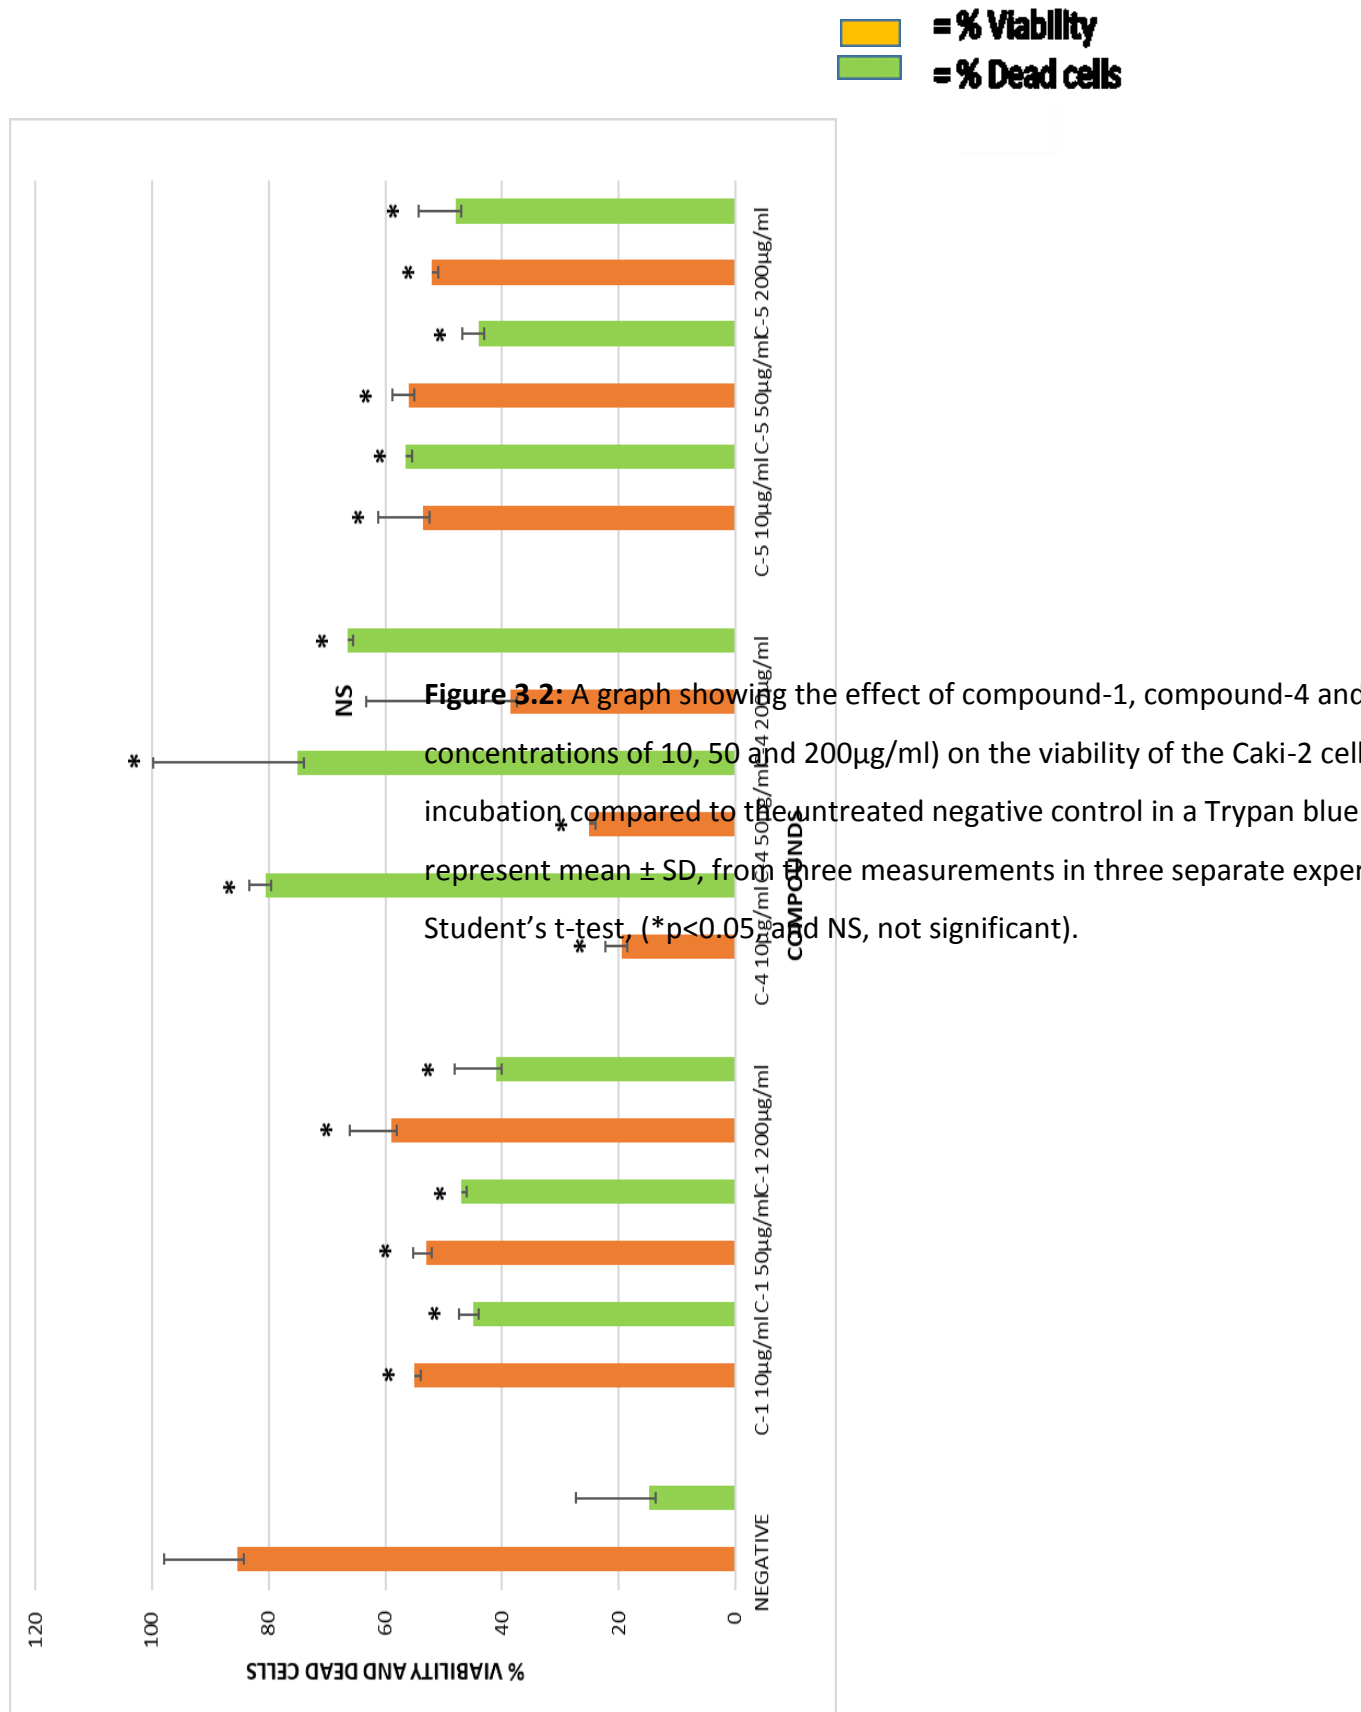 = % Viability
= % Dead cells
120
100
80
60
40
20
0
% VIABILITY AND DEAD CELLS
NEGATIVE
C-1 10µg/ml
C-1 50µg/ml
C-1 200µg/ml
C-4 10µg/ml
C-4 50µg/ml
C-4 200µg/ml
C-5 10µg/ml
C-5 50µg/ml
C-5 200µg/ml
COMPOUNDS
*
*
*
*
*
*
*
*
*
*
NS
*
*
*
*
*
*
*
Figure 3.2: A graph showing the effect of compound-1, compound-4 and
concentrations of 10, 50 and 200µg/ml) on the viability of the Caki-2 cell
incubation compared to the untreated negative control in a Trypan blue
represent mean ± SD, from three measurements in three separate exper
Student's t-test, (*p<0.05, and NS, not significant).